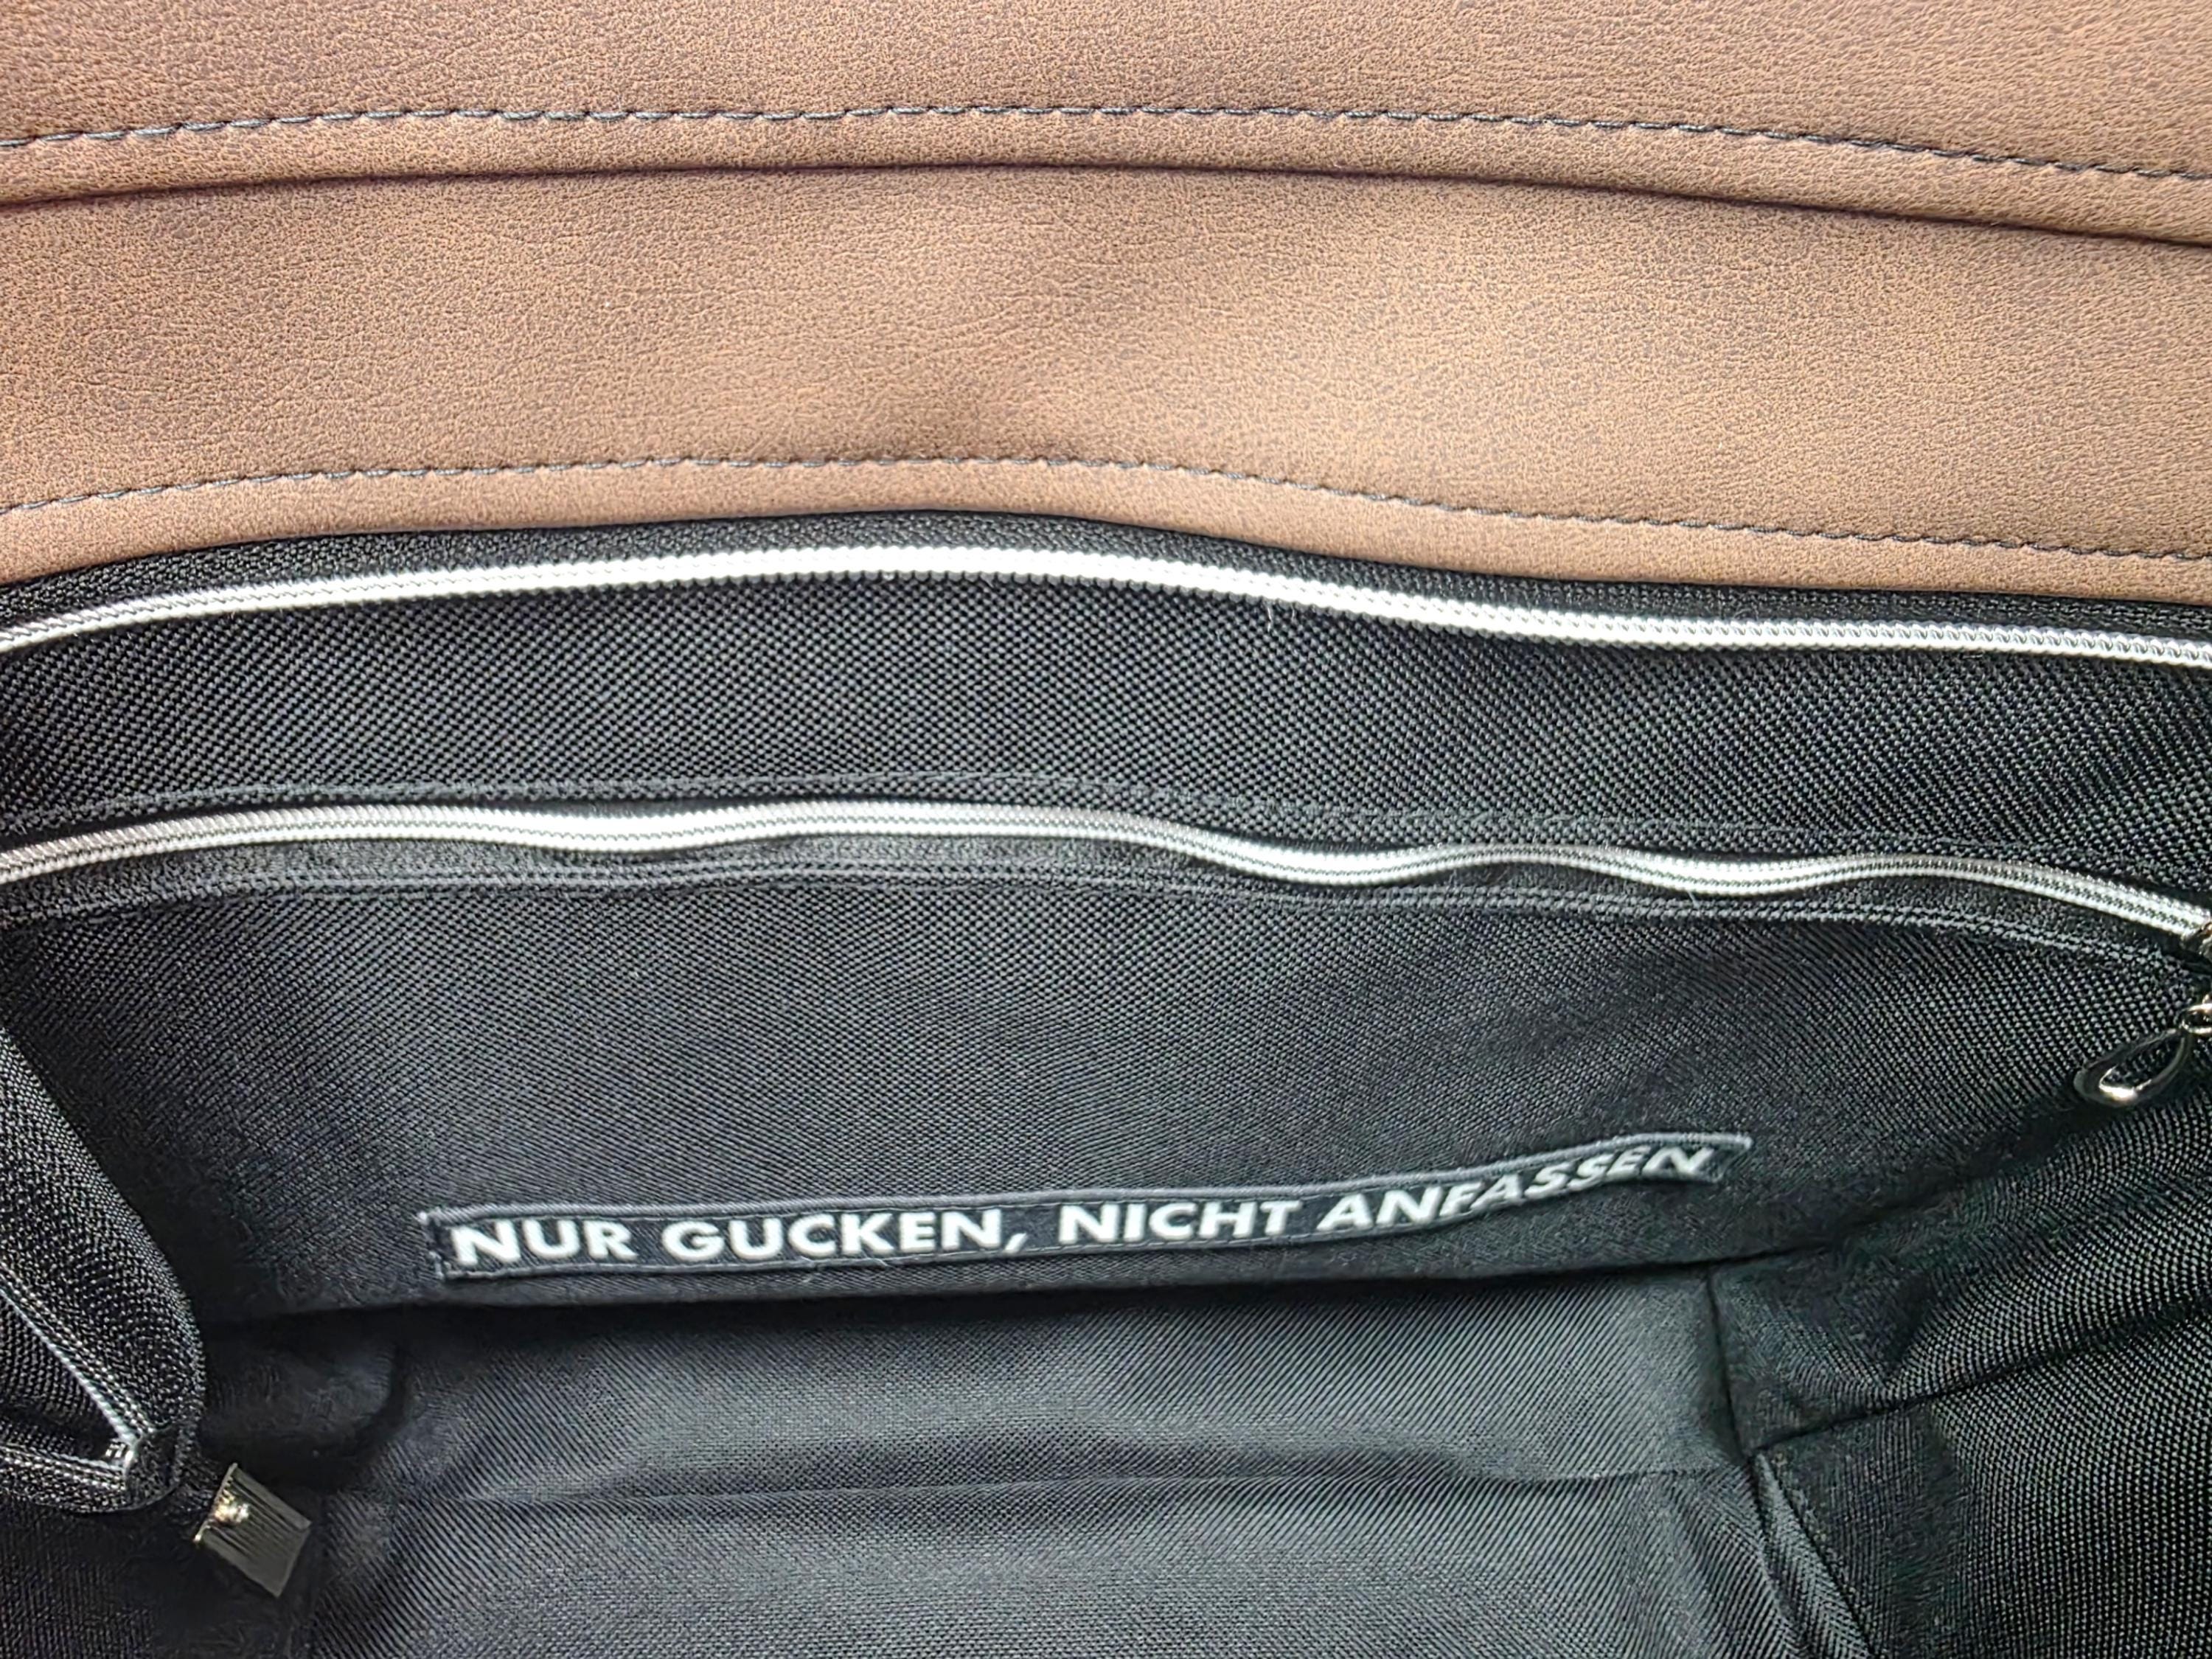 NUR GUCKEN, NICHT ANFASSEN